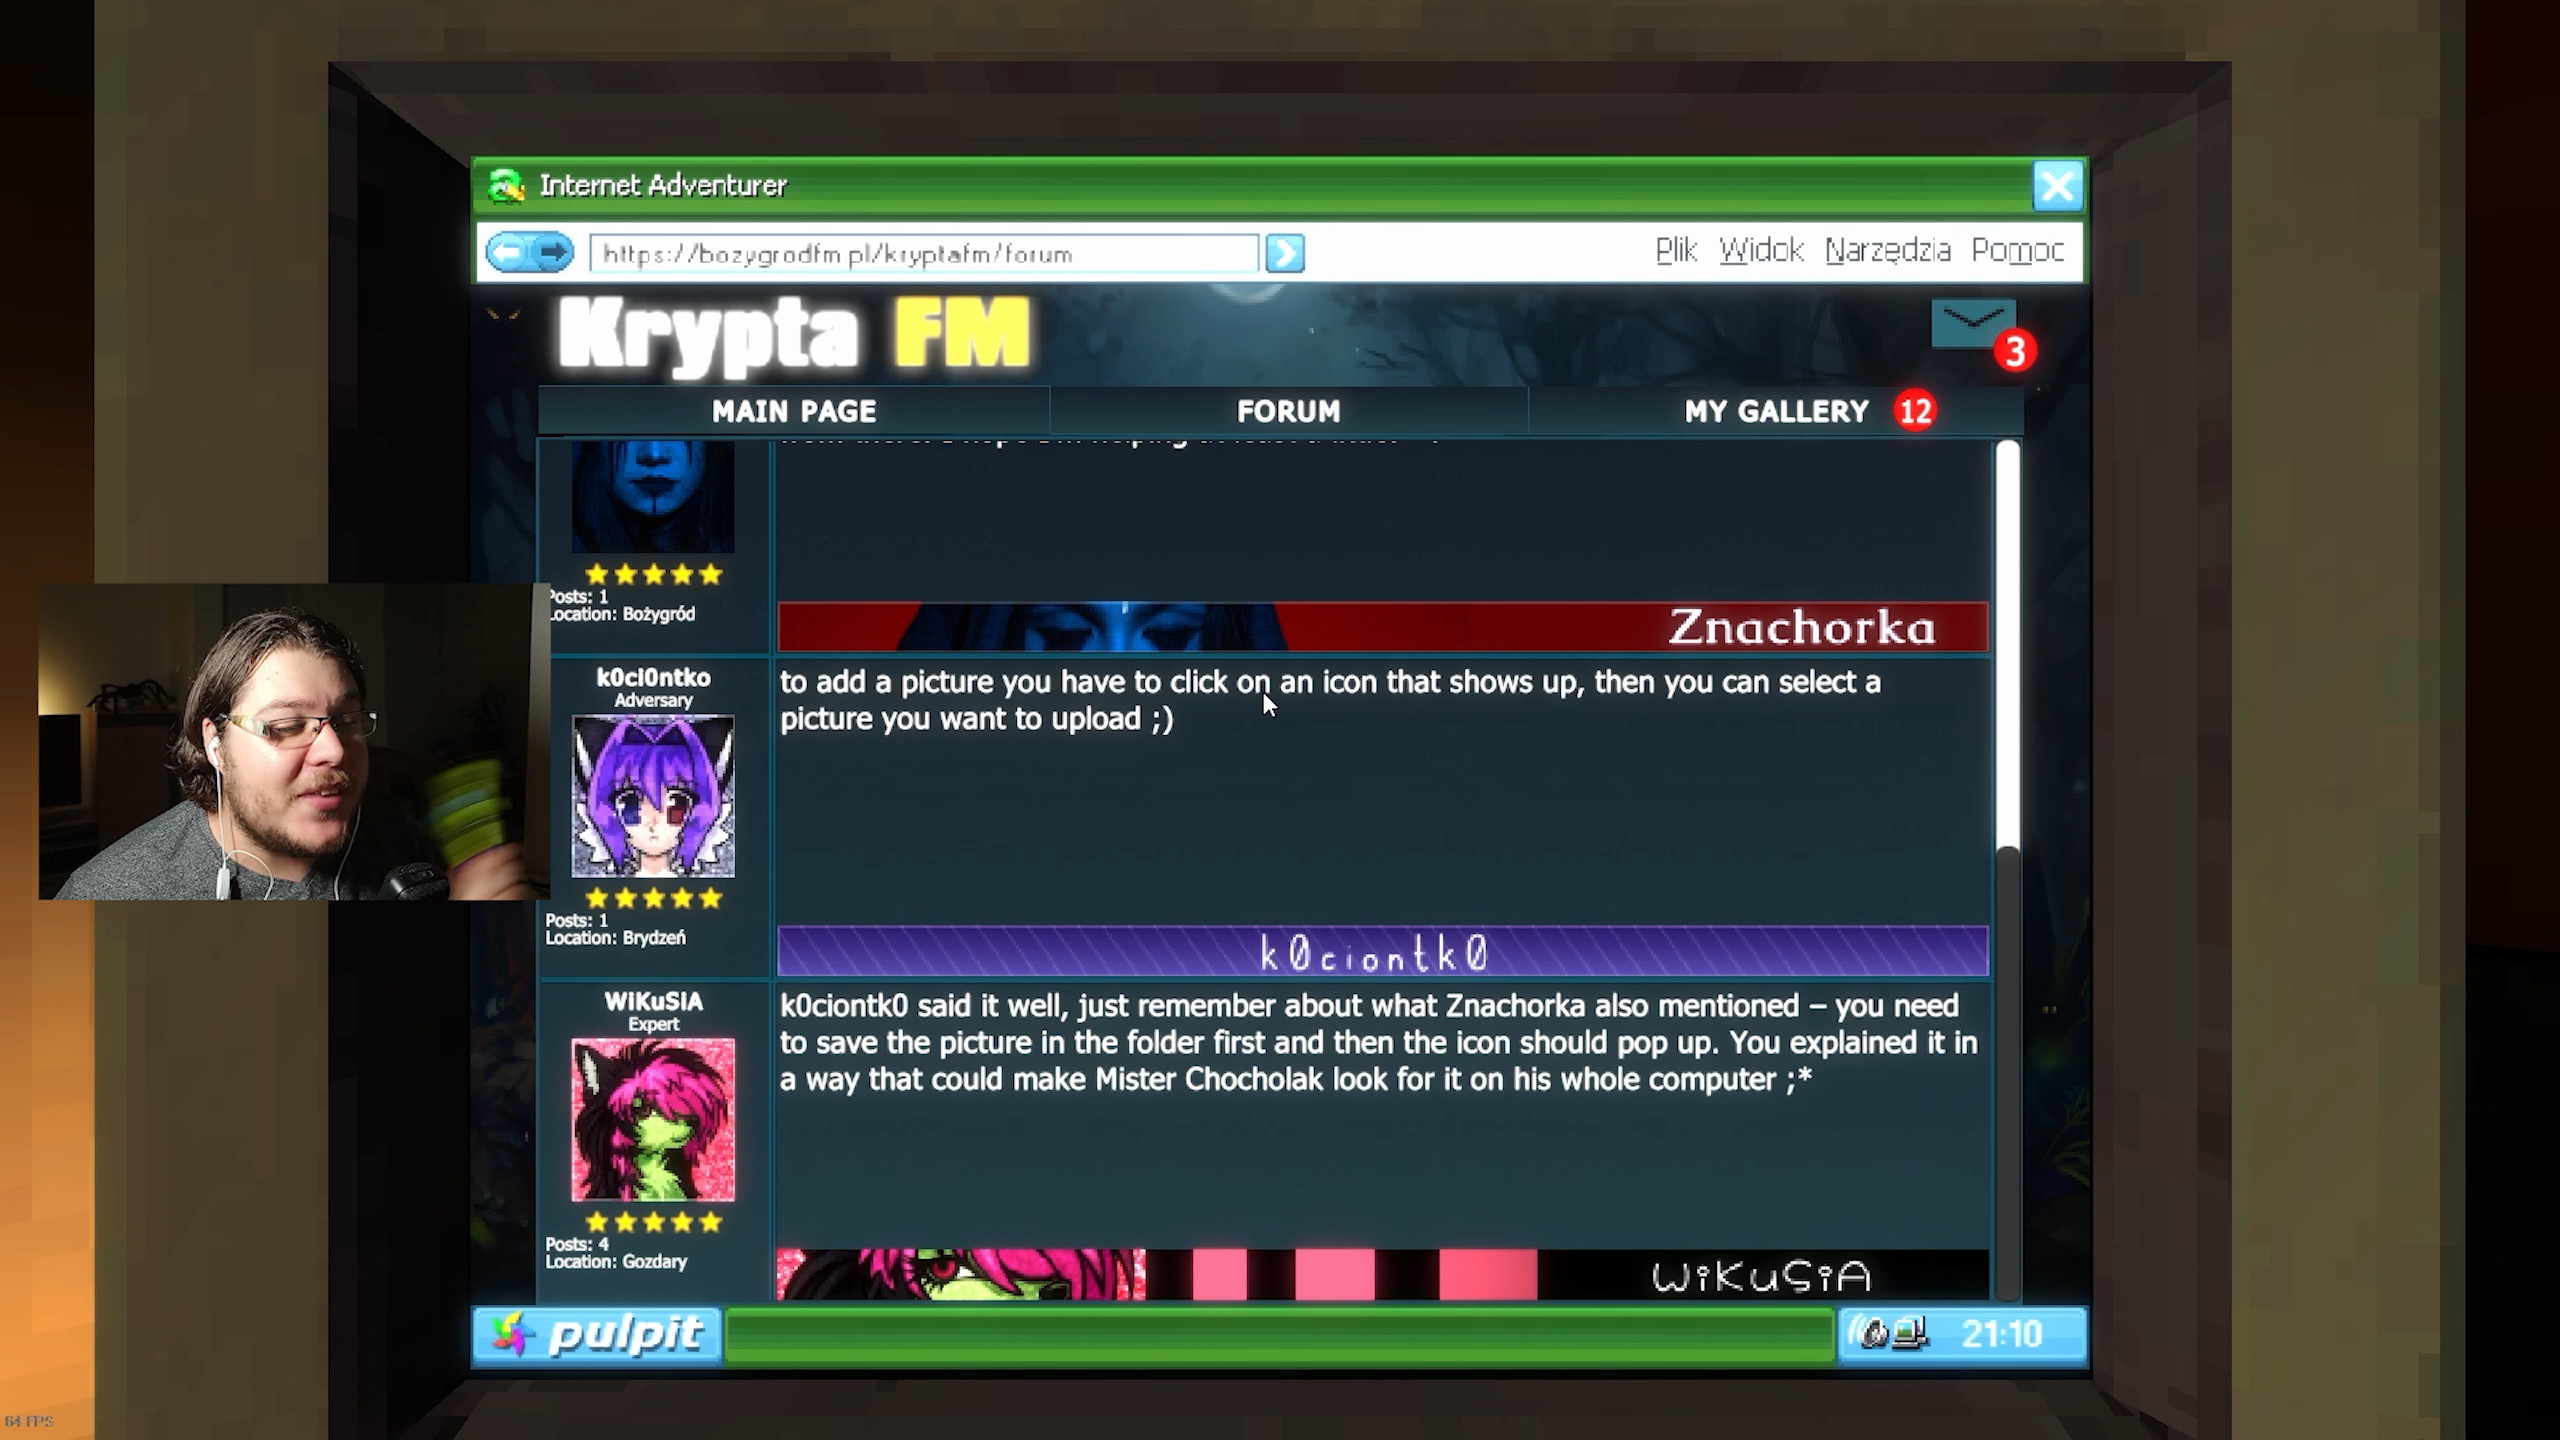 Internet Adventurer
https://bozygrodfm.pl/kryptafm/forum
Plik Widok Narzędzia Pomoc
Krypta FM
3
MAIN PAGE
FORUM
MY GALLERY 12
Posts: 1
Location: Bożygród
Znachorka
k0ci0ntko
Adversary
to add a picture you have to click on an icon that shows up, then you can select a
picture you want to upload ;)
Posts: 1
Location: Brydzeń
k0ciontk0
WiKuSiA
Expert
k0ciontk0 said it well, just remember about what Znachorka also mentioned – you need
to save the picture in the folder first and then the icon should pop up. You explained it in
a way that could make Mister Chocholak look for it on his whole computer ;*
Posts: 4
Location: Gozdary
WiKuSiA
pulpit
21:10
64 FPS